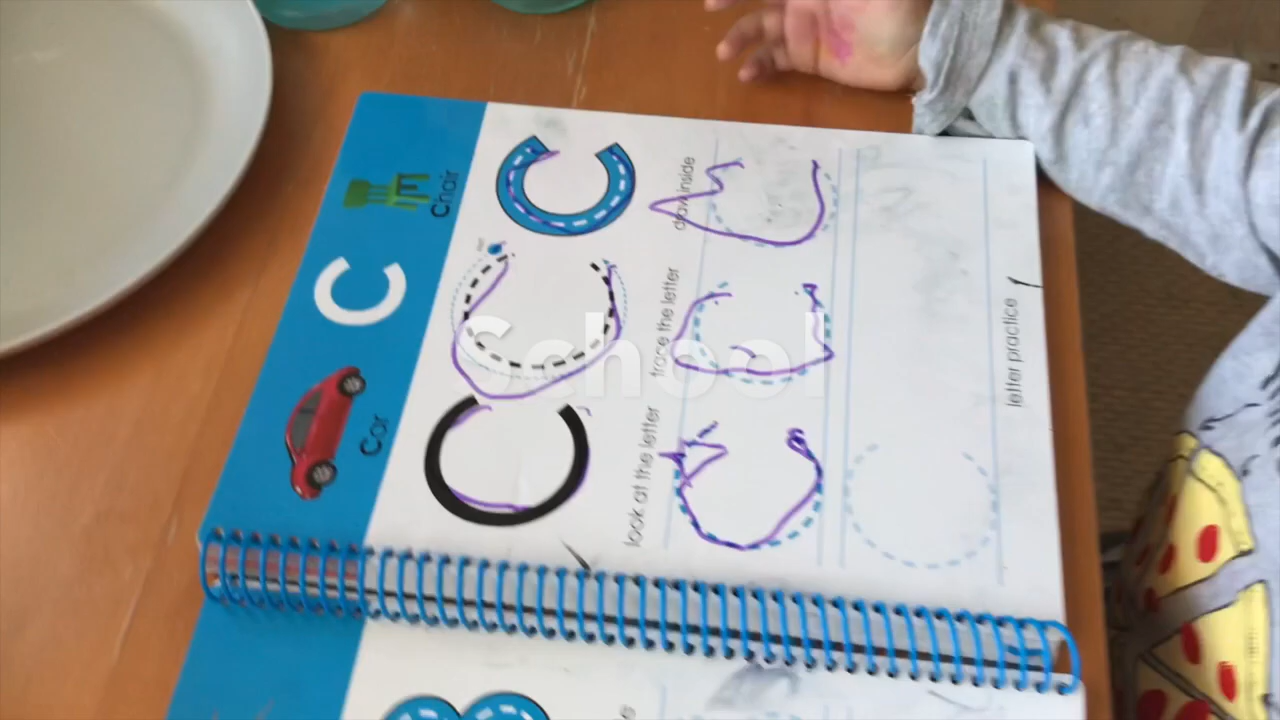 Car C Chair
C C C
look at the letter trace the letter draw inside
letter practice
School